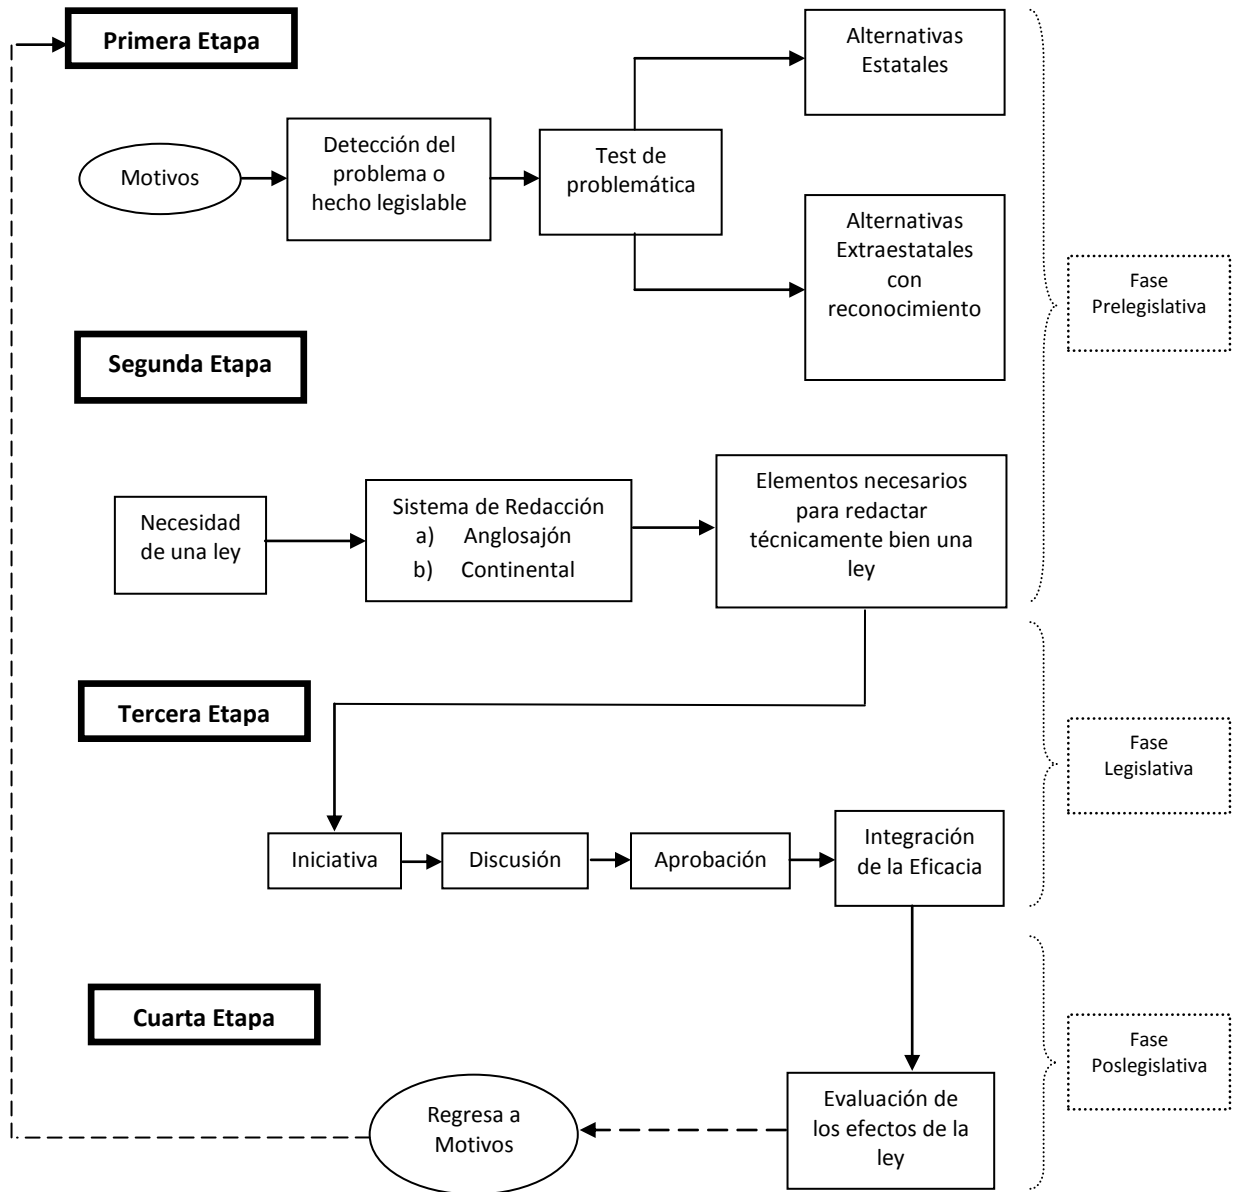 Primera Etapa
Alternativas
Estatales
Motivos
Detección del
problema o
hecho legislable
Test de
problemática
Alternativas
Extraestatales
con
reconocimiento
Fase
Prelegislativa
Segunda Etapa
Necesidad
de una ley
Sistema de Redacción
a) Anglosajón
b) Continental
Elementos necesarios
para redactar
técnicamente bien una
ley
Tercera Etapa
Fase
Legislativa
Iniciativa
Discusión
Aprobación
Integración
de la Eficacia
Cuarta Etapa
Fase
Poslegislativa
Regresa a
Motivos
Evaluación de
los efectos de la
ley